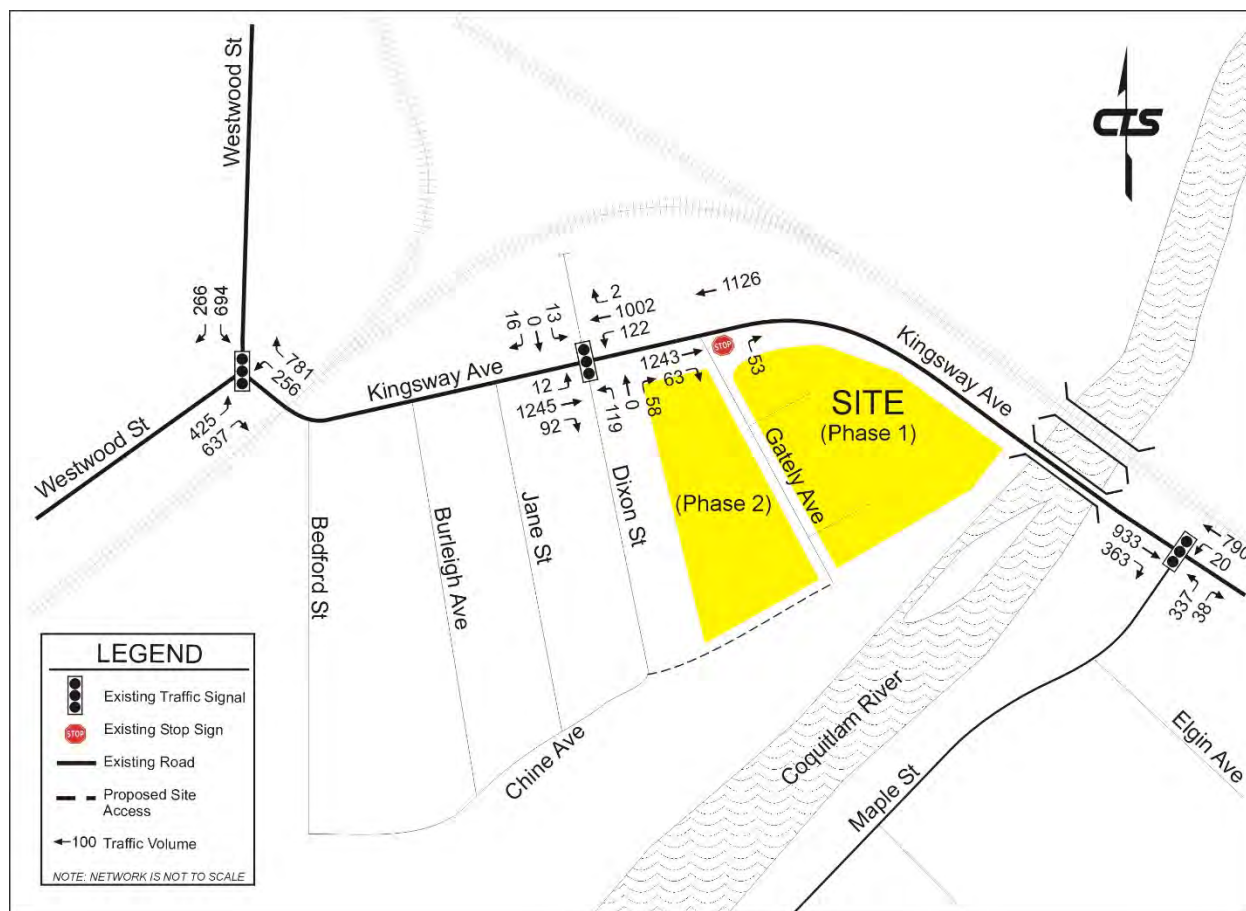 Westwood St
CTS
266
694
781
256
425
637
Westwood St
Kingsway Ave
16
0
13
2
1002
122
1126
12
1245
92
119
0
58
1243
63
STOP
53
Kingsway Ave
SITE
(Phase 1)
(Phase 2)
Gately Ave
Dixon St
Jane St
Burleigh Ave
Bedford St
Chine Ave
933
363
790
20
337
38
Coquitlam River
Maple St
Elgin Ave
LEGEND
Existing Traffic Signal
STOP
Existing Stop Sign
Existing Road
Proposed Site
Access
100 Traffic Volume
NOTE: NETWORK IS NOT TO SCALE